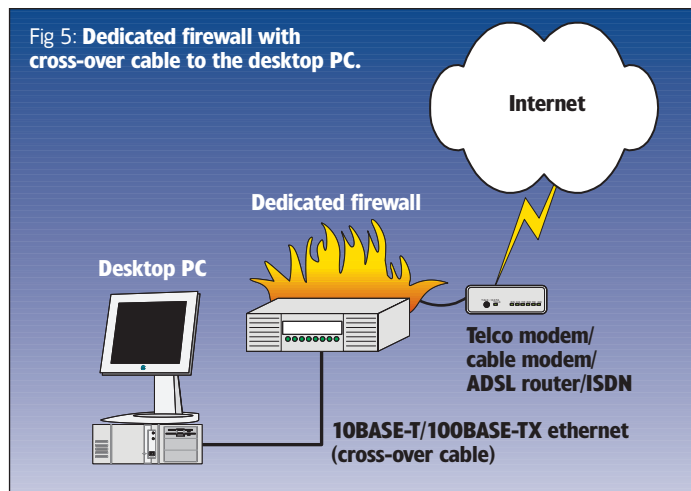 Fig 5: Dedicated firewall with
cross-over cable to the desktop PC.
Internet
Dedicated firewall
Desktop PC
Telco modem/
cable modem/
ADSL router/ISDN
10BASE-T/100BASE-TX ethernet
(cross-over cable)